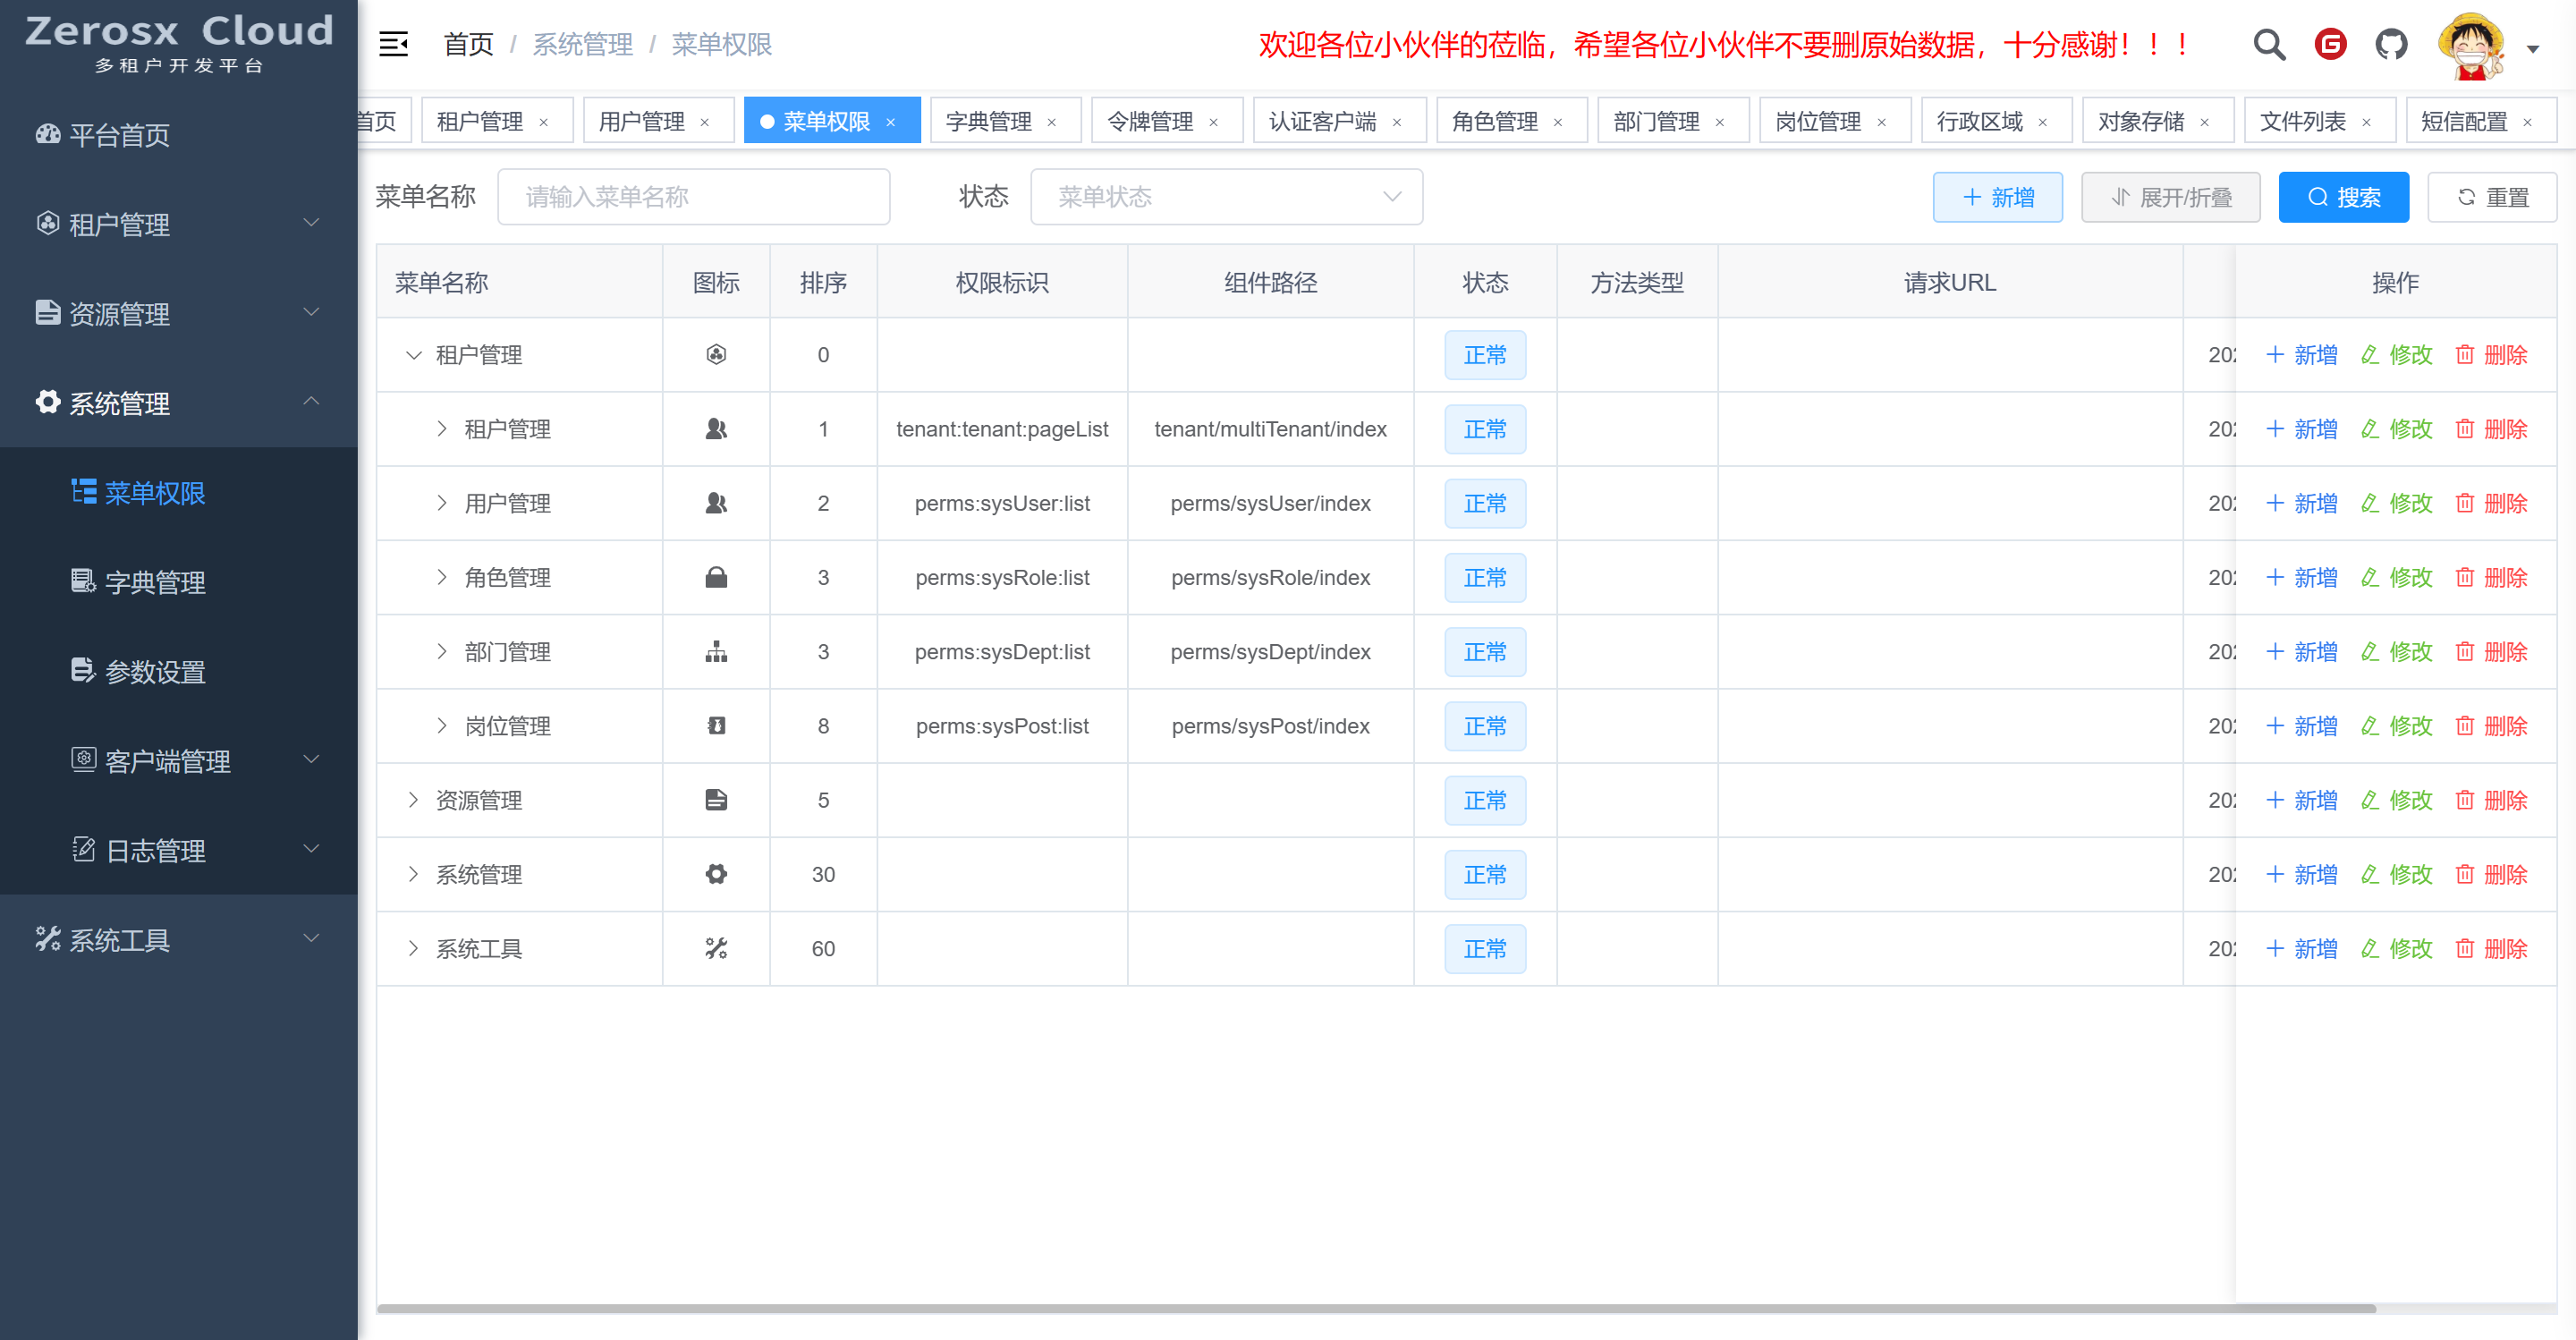 Zerosx Cloud
多租户开发平台
平台首页
租户管理
资源管理
系统管理
菜单权限
字典管理
参数设置
客户端管理
日志管理
系统工具
首页 / 系统管理 / 菜单权限
欢迎各位小伙伴的莅临，希望各位小伙伴不要删原始数据，十分感谢！！！
首页 租户管理 × 用户管理 × 菜单权限 × 字典管理 × 令牌管理 × 认证客户端 × 角色管理 × 部门管理 × 岗位管理 × 行政区域 × 对象存储 × 文件列表 × 短信配置 ×
菜单名称 请输入菜单名称 状态 菜单状态 新增 展开/折叠 搜索 重置
菜单名称 图标 排序 权限标识 组件路径 状态 方法类型 请求URL 操作
租户管理 0 正常 202 新增 修改 删除
租户管理 1 tenant:tenant:pageList tenant/multiTenant/index 正常 202 新增 修改 删除
用户管理 2 perms:sysUser:list perms/sysUser/index 正常 202 新增 修改 删除
角色管理 3 perms:sysRole:list perms/sysRole/index 正常 202 新增 修改 删除
部门管理 3 perms:sysDept:list perms/sysDept/index 正常 202 新增 修改 删除
岗位管理 8 perms:sysPost:list perms/sysPost/index 正常 202 新增 修改 删除
资源管理 5 正常 202 新增 修改 删除
系统管理 30 正常 202 新增 修改 删除
系统工具 60 正常 202 新增 修改 删除